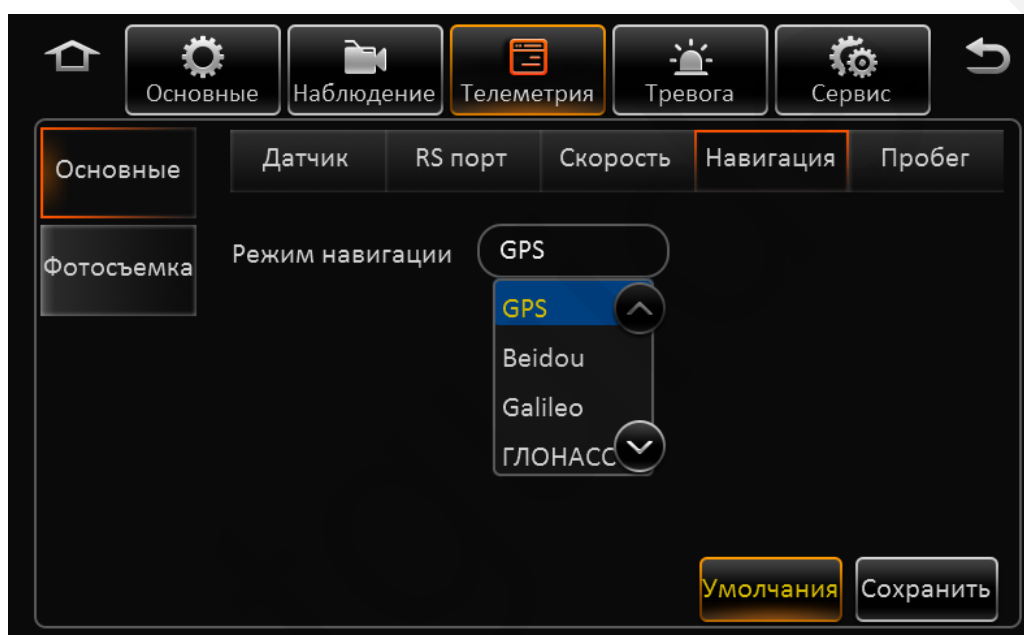 Основные
Наблюдение
Телеметрия
Тревога
Сервис
Основные
Фотосъемка
Датчик
RS порт
Скорость
Навигация
Пробег
Режим навигации
GPS
GPS
Beidou
Galileo
ГЛОНАСС
Умолчания
Сохранить